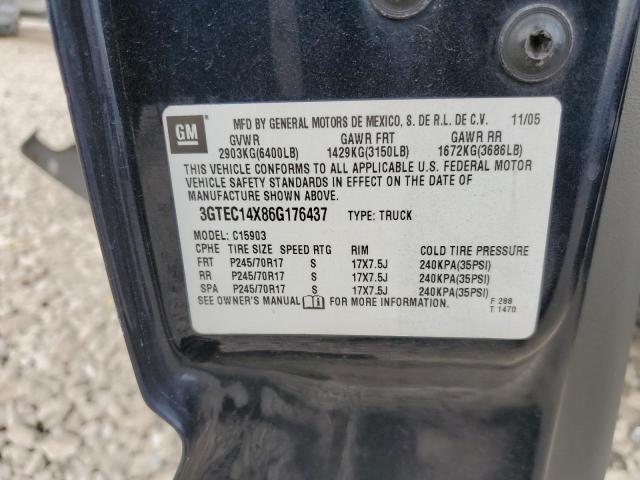 GM
MFD BY GENERAL MOTORS DE MEXICO, S. DE R.L. DE C.V. 11/05
GVWR GAWR FRT GAWR RR
2903KG(6400LB) 1429KG(3150LB) 1672KG(3686LB)
THIS VEHICLE CONFORMS TO ALL APPLICABLE U.S. FEDERAL MOTOR
VEHICLE SAFETY STANDARDS IN EFFECT ON THE DATE OF
MANUFACTURE SHOWN ABOVE.
3GTEC14X86G176437 TYPE: TRUCK
MODEL: C15903
CPHE TIRE SIZE SPEED RTG RIM COLD TIRE PRESSURE
FRT P245/70R17 S 17X7.5J 240KPA(35PSI)
RR P245/70R17 S 17X7.5J 240KPA(35PSI)
SPA P245/70R17 S 17X7.5J 240KPA(35PSI)
SEE OWNER'S MANUAL FOR MORE INFORMATION.
F 288
T 1470